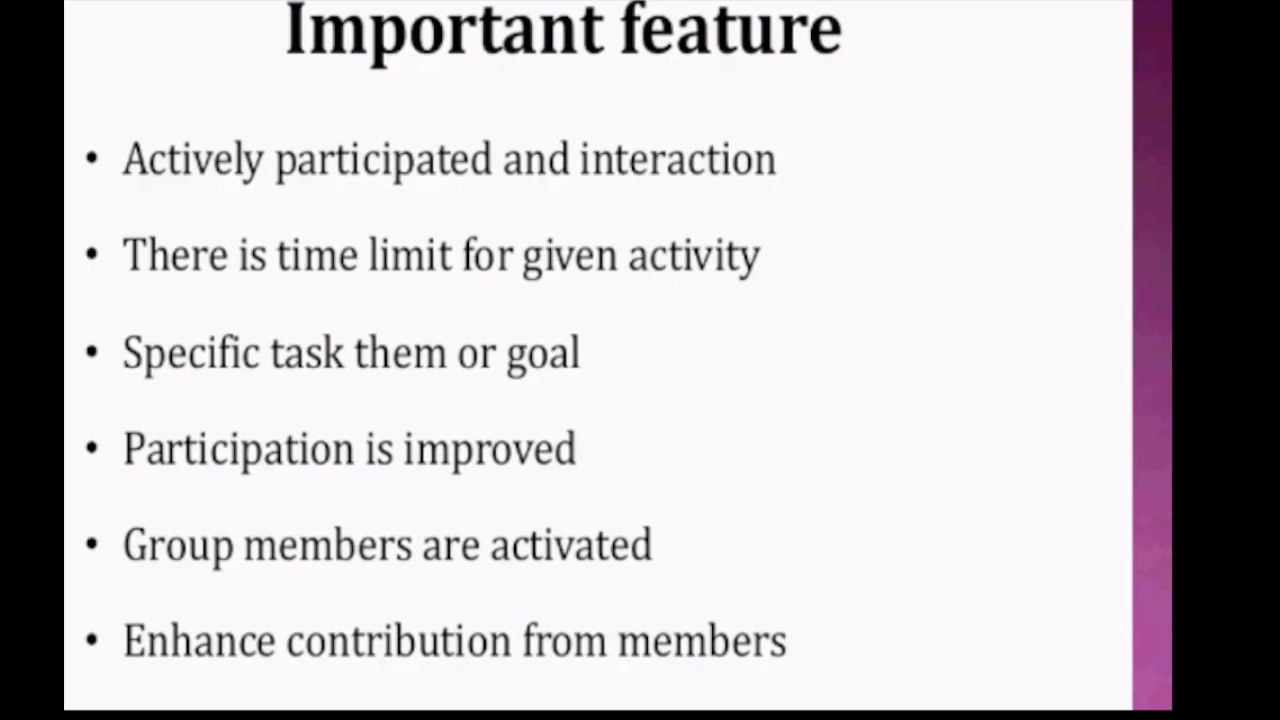 Important feature
• Actively participated and interaction
• There is time limit for given activity
• Specific task them or goal
• Participation is improved
• Group members are activated
• Enhance contribution from members